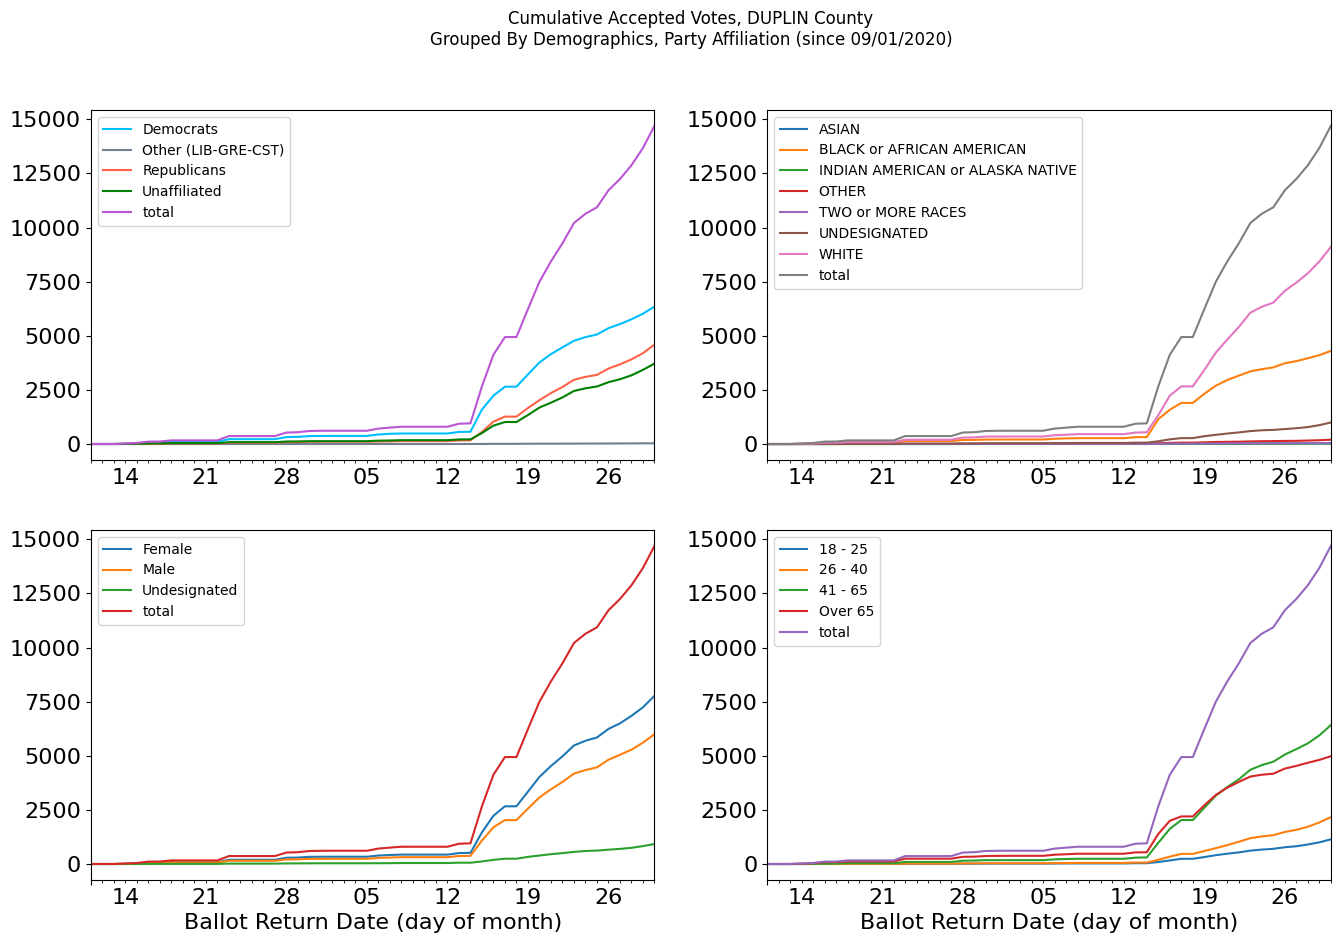 Cumulative Accepted Votes, DUPLIN County
Grouped By Demographics, Party Affiliation (since 09/01/2020)
15000
12500
10000
7500
5000
2500
0
Democrats
Other (LIB-GRE-CST)
Republicans
Unaffiliated
total
14 21 28 05 12 19 26
15000
12500
10000
7500
5000
2500
0
ASIAN
BLACK or AFRICAN AMERICAN
INDIAN AMERICAN or ALASKA NATIVE
OTHER
TWO or MORE RACES
UNDESIGNATED
WHITE
total
14 21 28 05 12 19 26
15000
12500
10000
7500
5000
2500
0
Female
Male
Undesignated
total
14 21 28 05 12 19 26
Ballot Return Date (day of month)
15000
12500
10000
7500
5000
2500
0
18 - 25
26 - 40
41 - 65
Over 65
total
14 21 28 05 12 19 26
Ballot Return Date (day of month)